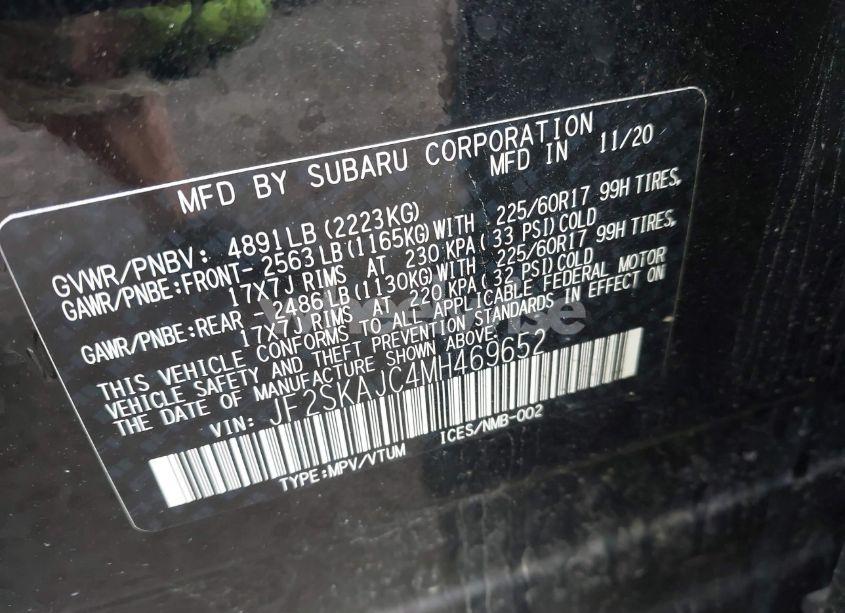 MFD BY SUBARU CORPORATION
MFD IN 11/20
GVWR/PNBV: 4891LB(2223KG)
GAWR/PNBE:FRONT- 2563LB(1165KG)WITH 225/60R17 99H TIRES,
17X7J RIMS AT 230 KPA(33 PSI)COLD
GAWR/PNBE:REAR -2486LB(1130KG)WITH 225/60R17 99H TIRES,
17X7J RIMS AT 220 KPA(32 PSI)COLD
THIS VEHICLE CONFORMS TO ALL APPLICABLE FEDERAL MOTOR
VEHICLE SAFETY AND THEFT PREVENTION STANDARDS IN EFFECT ON
THE DATE OF MANUFACTURE SHOWN ABOVE.
VIN: JF2SKAJC4MH469652
TYPE:MPV/VTUM ICES/NMB-002